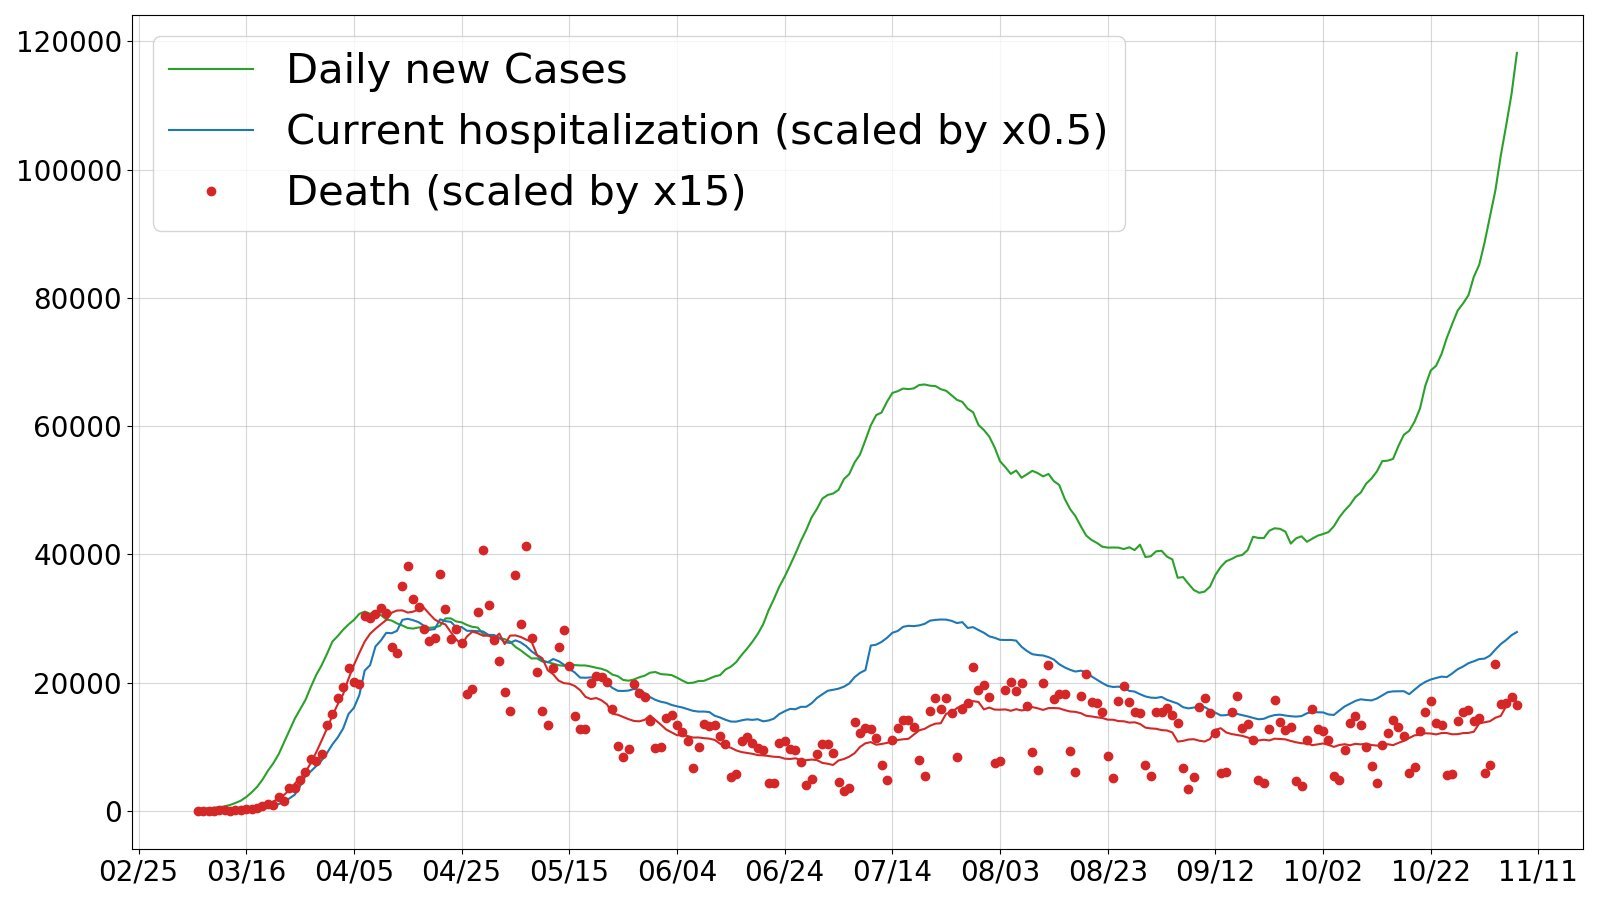 120000
100000
80000
60000
40000
20000
0
Daily new Cases
Current hospitalization (scaled by x0.5)
Death (scaled by x15)
02/25 03/16 04/05 04/25 05/15 06/04 06/24 07/14 08/03 08/23 09/12 10/02 10/22 11/11